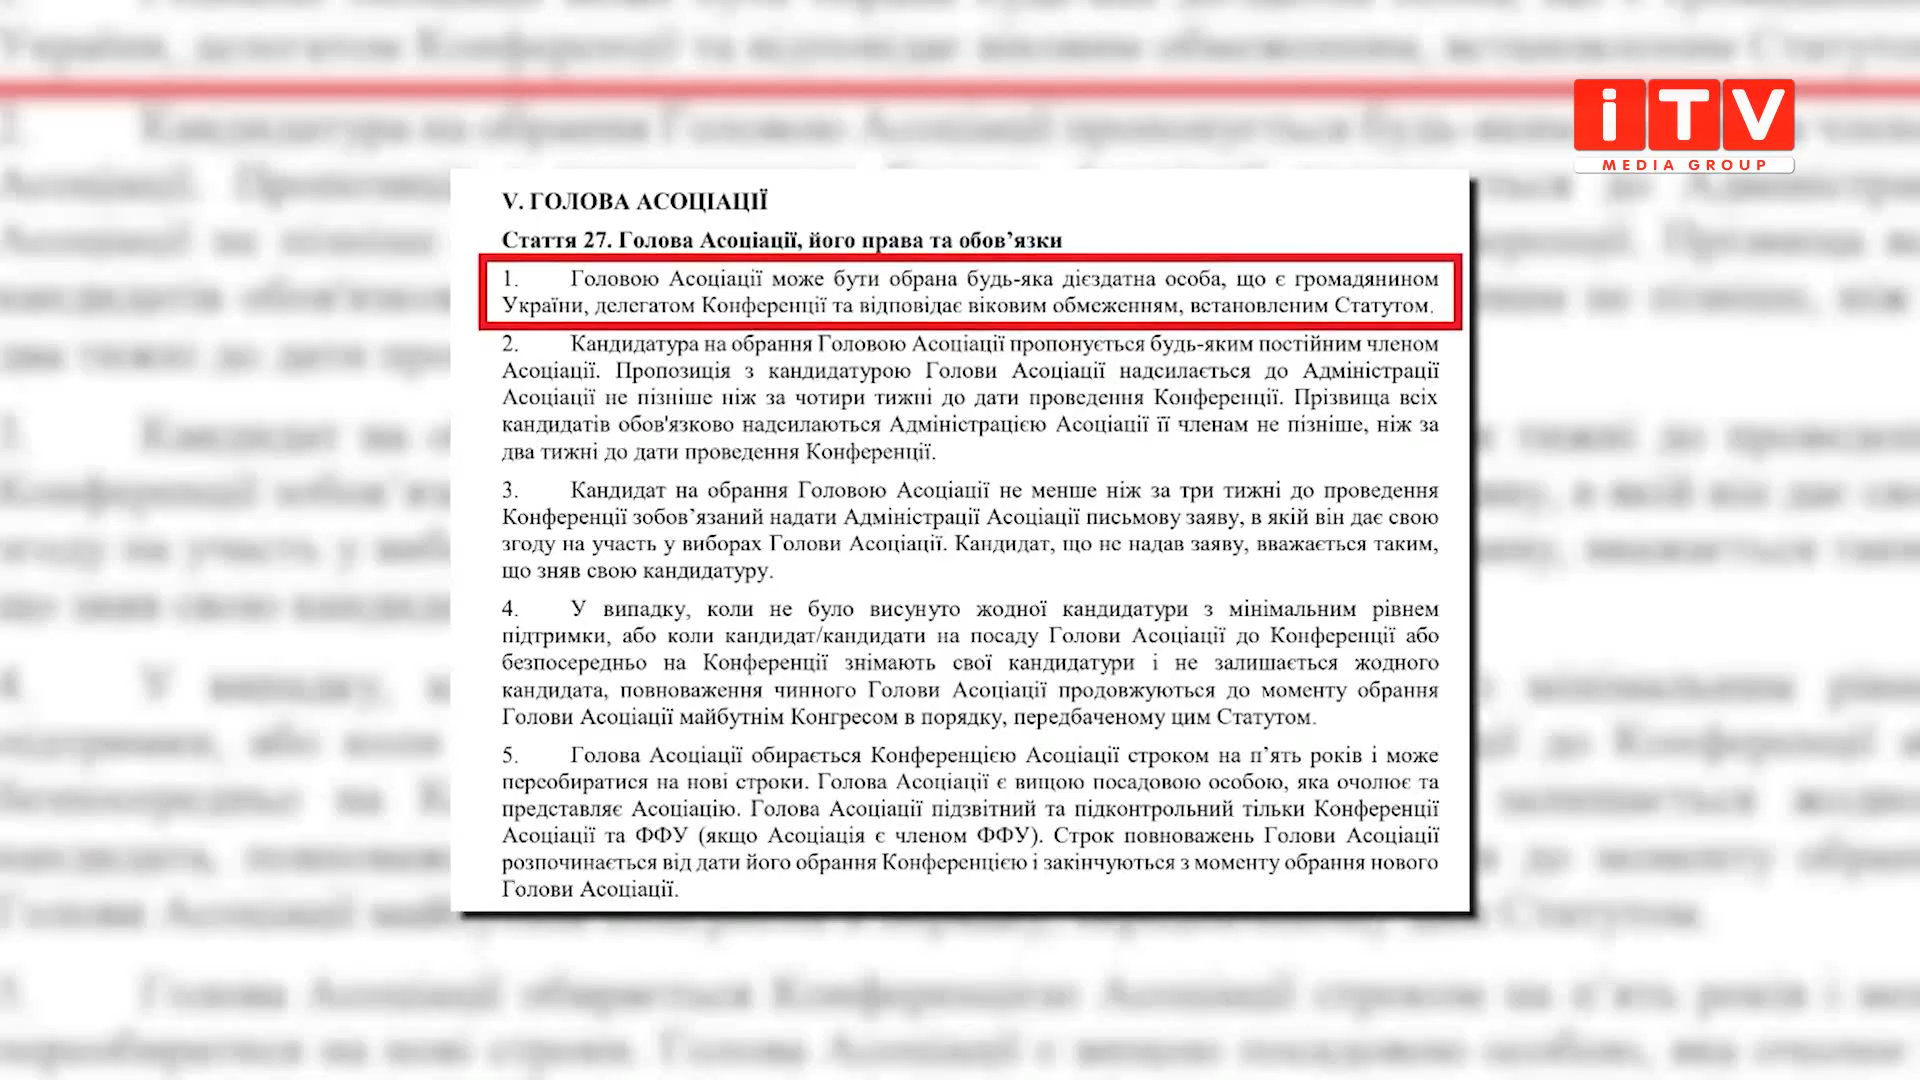 iTV
MEDIA GROUP
V. ГОЛОВА АСОЦІАЦІЇ
Стаття 27. Голова Асоціації, його права та обов’язки
1. Головою Асоціації може бути обрана будь-яка дієздатна особа, що є громадянином
України, делегатом Конференції та відповідає віковим обмеженням, встановленим Статутом.
2. Кандидатура на обрання Головою Асоціації пропонується будь-яким постійним членом
Асоціації. Пропозиція з кандидатурою Голови Асоціації надсилається до Адміністрації
Асоціації не пізніше ніж за чотири тижні до дати проведення Конференції. Прізвища всіх
кандидатів обов'язково надсилаються Адміністрацією Асоціації її членам не пізніше, ніж за
два тижні до дати проведення Конференції.
3. Кандидат на обрання Головою Асоціації не менше ніж за три тижні до проведення
Конференції зобов’язаний надати Адміністрації Асоціації письмову заяву, в якій він дає свою
згоду на участь у виборах Голови Асоціації. Кандидат, що не надав заяву, вважається таким,
що зняв свою кандидатуру.
4. У випадку, коли не було висунуто жодної кандидатури з мінімальним рівнем
підтримки, або коли кандидат/кандидати на посаду Голови Асоціації до Конференції або
безпосередньо на Конференції знімають свої кандидатури і не залишається жодного
кандидата, повноваження чинного Голови Асоціації продовжуються до моменту обрання
Голови Асоціації майбутнім Конгресом в порядку, передбаченому цим Статутом.
5. Голова Асоціації обирається Конференцією Асоціації строком на п’ять років і може
переобиратися на нові строки. Голова Асоціації є вищою посадовою особою, яка очолює та
представляє Асоціацію. Голова Асоціації підзвітний та підконтрольний тільки Конференції
Асоціації та ФФУ (якщо Асоціація є членом ФФУ). Строк повноважень Голови Асоціації
розпочинається від дати його обрання Конференцією і закінчуються з моменту обрання нового
Голови Асоціації.